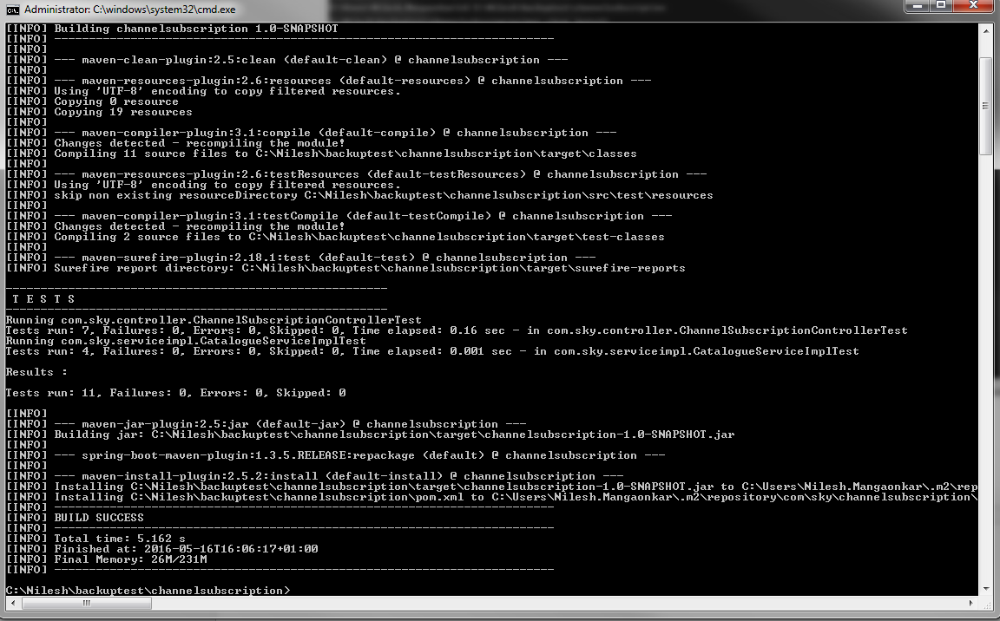 Administrator: C:\windows\system32\cmd.exe
[INFO] Building channelsubscription 1.0-SNAPSHOT
[INFO] ------------------------------------------------------------------------
[INFO]
[INFO] --- maven-clean-plugin:2.5:clean (default-clean) @ channelsubscription ---
[INFO]
[INFO] --- maven-resources-plugin:2.6:resources (default-resources) @ channelsubscription ---
[INFO] Using 'UTF-8' encoding to copy filtered resources.
[INFO] Copying 0 resource
[INFO] Copying 19 resources
[INFO]
[INFO] --- maven-compiler-plugin:3.1:compile (default-compile) @ channelsubscription ---
[INFO] Changes detected - recompiling the module!
[INFO] Compiling 11 source files to C:\Nilesh\backuptest\channelsubscription\target\classes
[INFO]
[INFO] --- maven-resources-plugin:2.6:testResources (default-testResources) @ channelsubscription ---
[INFO] Using 'UTF-8' encoding to copy filtered resources.
[INFO] skip non existing resourceDirectory C:\Nilesh\backuptest\channelsubscription\src\test\resources
[INFO]
[INFO] --- maven-compiler-plugin:3.1:testCompile (default-testCompile) @ channelsubscription ---
[INFO] Changes detected - recompiling the module!
[INFO] Compiling 2 source files to C:\Nilesh\backuptest\channelsubscription\target\test-classes
[INFO]
[INFO] --- maven-surefire-plugin:2.18.1:test (default-test) @ channelsubscription ---
[INFO] Surefire report directory: C:\Nilesh\backuptest\channelsubscription\target\surefire-reports
-------------------------------------------------------
 T E S T S
-------------------------------------------------------
Running com.sky.controller.ChannelSubscriptionControllerTest
Tests run: 7, Failures: 0, Errors: 0, Skipped: 0, Time elapsed: 0.16 sec - in com.sky.controller.ChannelSubscriptionControllerTest
Running com.sky.serviceimpl.CatalogueServiceImplTest
Tests run: 4, Failures: 0, Errors: 0, Skipped: 0, Time elapsed: 0.001 sec - in com.sky.serviceimpl.CatalogueServiceImplTest
Results :
Tests run: 11, Failures: 0, Errors: 0, Skipped: 0
[INFO]
[INFO] --- maven-jar-plugin:2.5:jar (default-jar) @ channelsubscription ---
[INFO] Building jar: C:\Nilesh\backuptest\channelsubscription\target\channelsubscription-1.0-SNAPSHOT.jar
[INFO]
[INFO] --- spring-boot-maven-plugin:1.3.5.RELEASE:repackage (default) @ channelsubscription ---
[INFO]
[INFO] --- maven-install-plugin:2.5.2:install (default-install) @ channelsubscription ---
[INFO] Installing C:\Nilesh\backuptest\channelsubscription\target\channelsubscription-1.0-SNAPSHOT.jar to C:\Users\Nilesh.Mangaonkar\.m2\rep
[INFO] Installing C:\Nilesh\backuptest\channelsubscription\pom.xml to C:\Users\Nilesh.Mangaonkar\.m2\repository\com\sky\channelsubscription\
[INFO] ------------------------------------------------------------------------
[INFO] BUILD SUCCESS
[INFO] ------------------------------------------------------------------------
[INFO] Total time: 5.162 s
[INFO] Finished at: 2016-05-16T16:06:17+01:00
[INFO] Final Memory: 26M/231M
[INFO] ------------------------------------------------------------------------
C:\Nilesh\backuptest\channelsubscription>